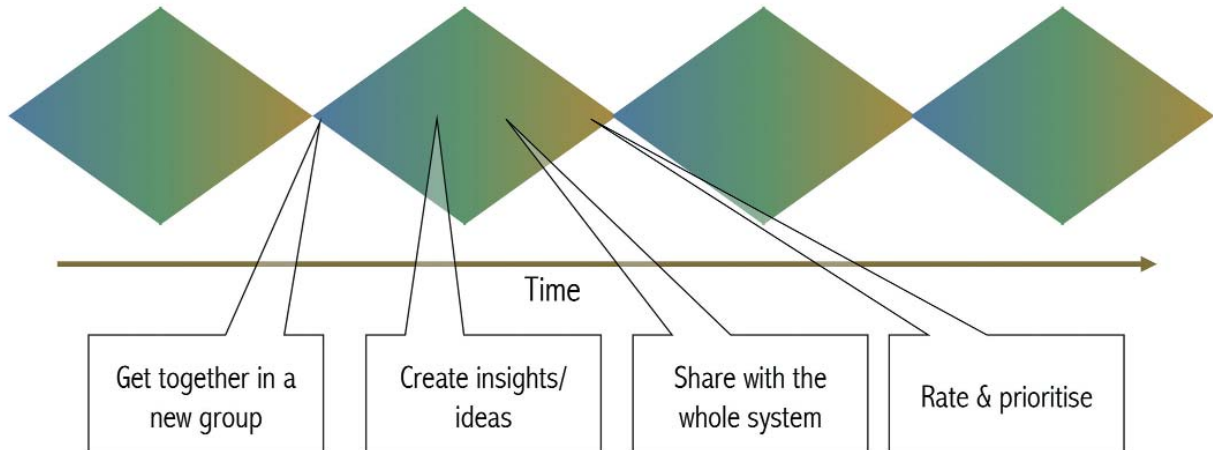 Time
Get together in a
new group
Create insights/
ideas
Share with the
whole system
Rate & prioritise